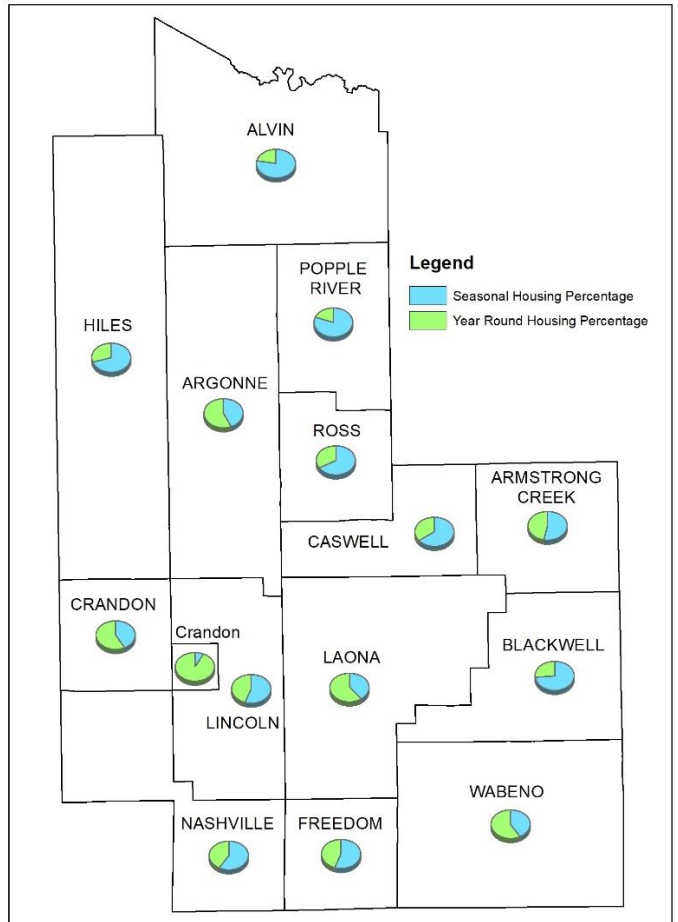 ALVIN
POPPLE
RIVER
Legend
Seasonal Housing Percentage
Year Round Housing Percentage
HILES
ARGONNE
ROSS
ARMSTRONG
CREEK
CASWELL
CRANDON
Crandon
LAONA
BLACKWELL
LINCOLN
WABENO
NASHVILLE
FREEDOM